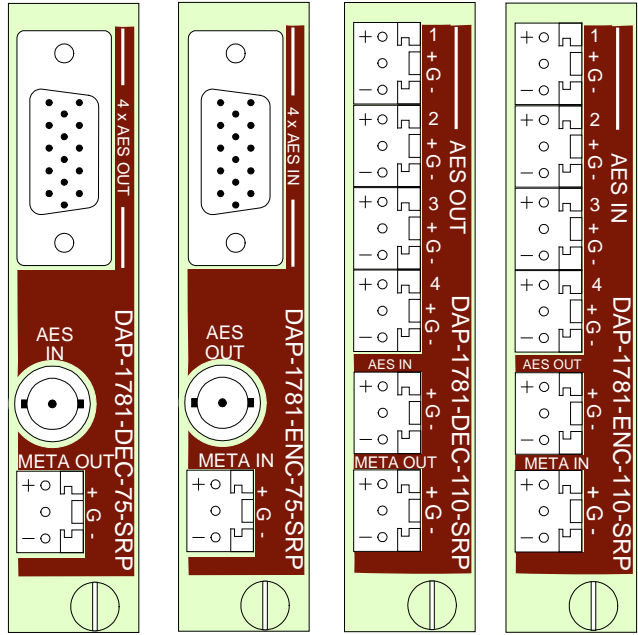 4 x AES OUT
AES
IN
META OUT
+
-
+
G
-
DAP-1781-DEC-75-SRP
4 x AES IN
AES
OUT
META IN
+
-
+
G
-
DAP-1781-ENC-75-SRP
+
-
1
+
G
-
+
-
2
+
G
-
+
-
3
+
G
-
+
-
4
+
G
-
AES OUT
AES IN
+
-
+
G
-
META OUT
+
-
+
G
-
DAP-1781-DEC-110-SRP
+
-
1
+
G
-
+
-
2
+
G
-
+
-
3
+
G
-
+
-
4
+
G
-
AES IN
AES OUT
+
-
+
G
-
META IN
+
-
+
G
-
DAP-1781-ENC-110-SRP